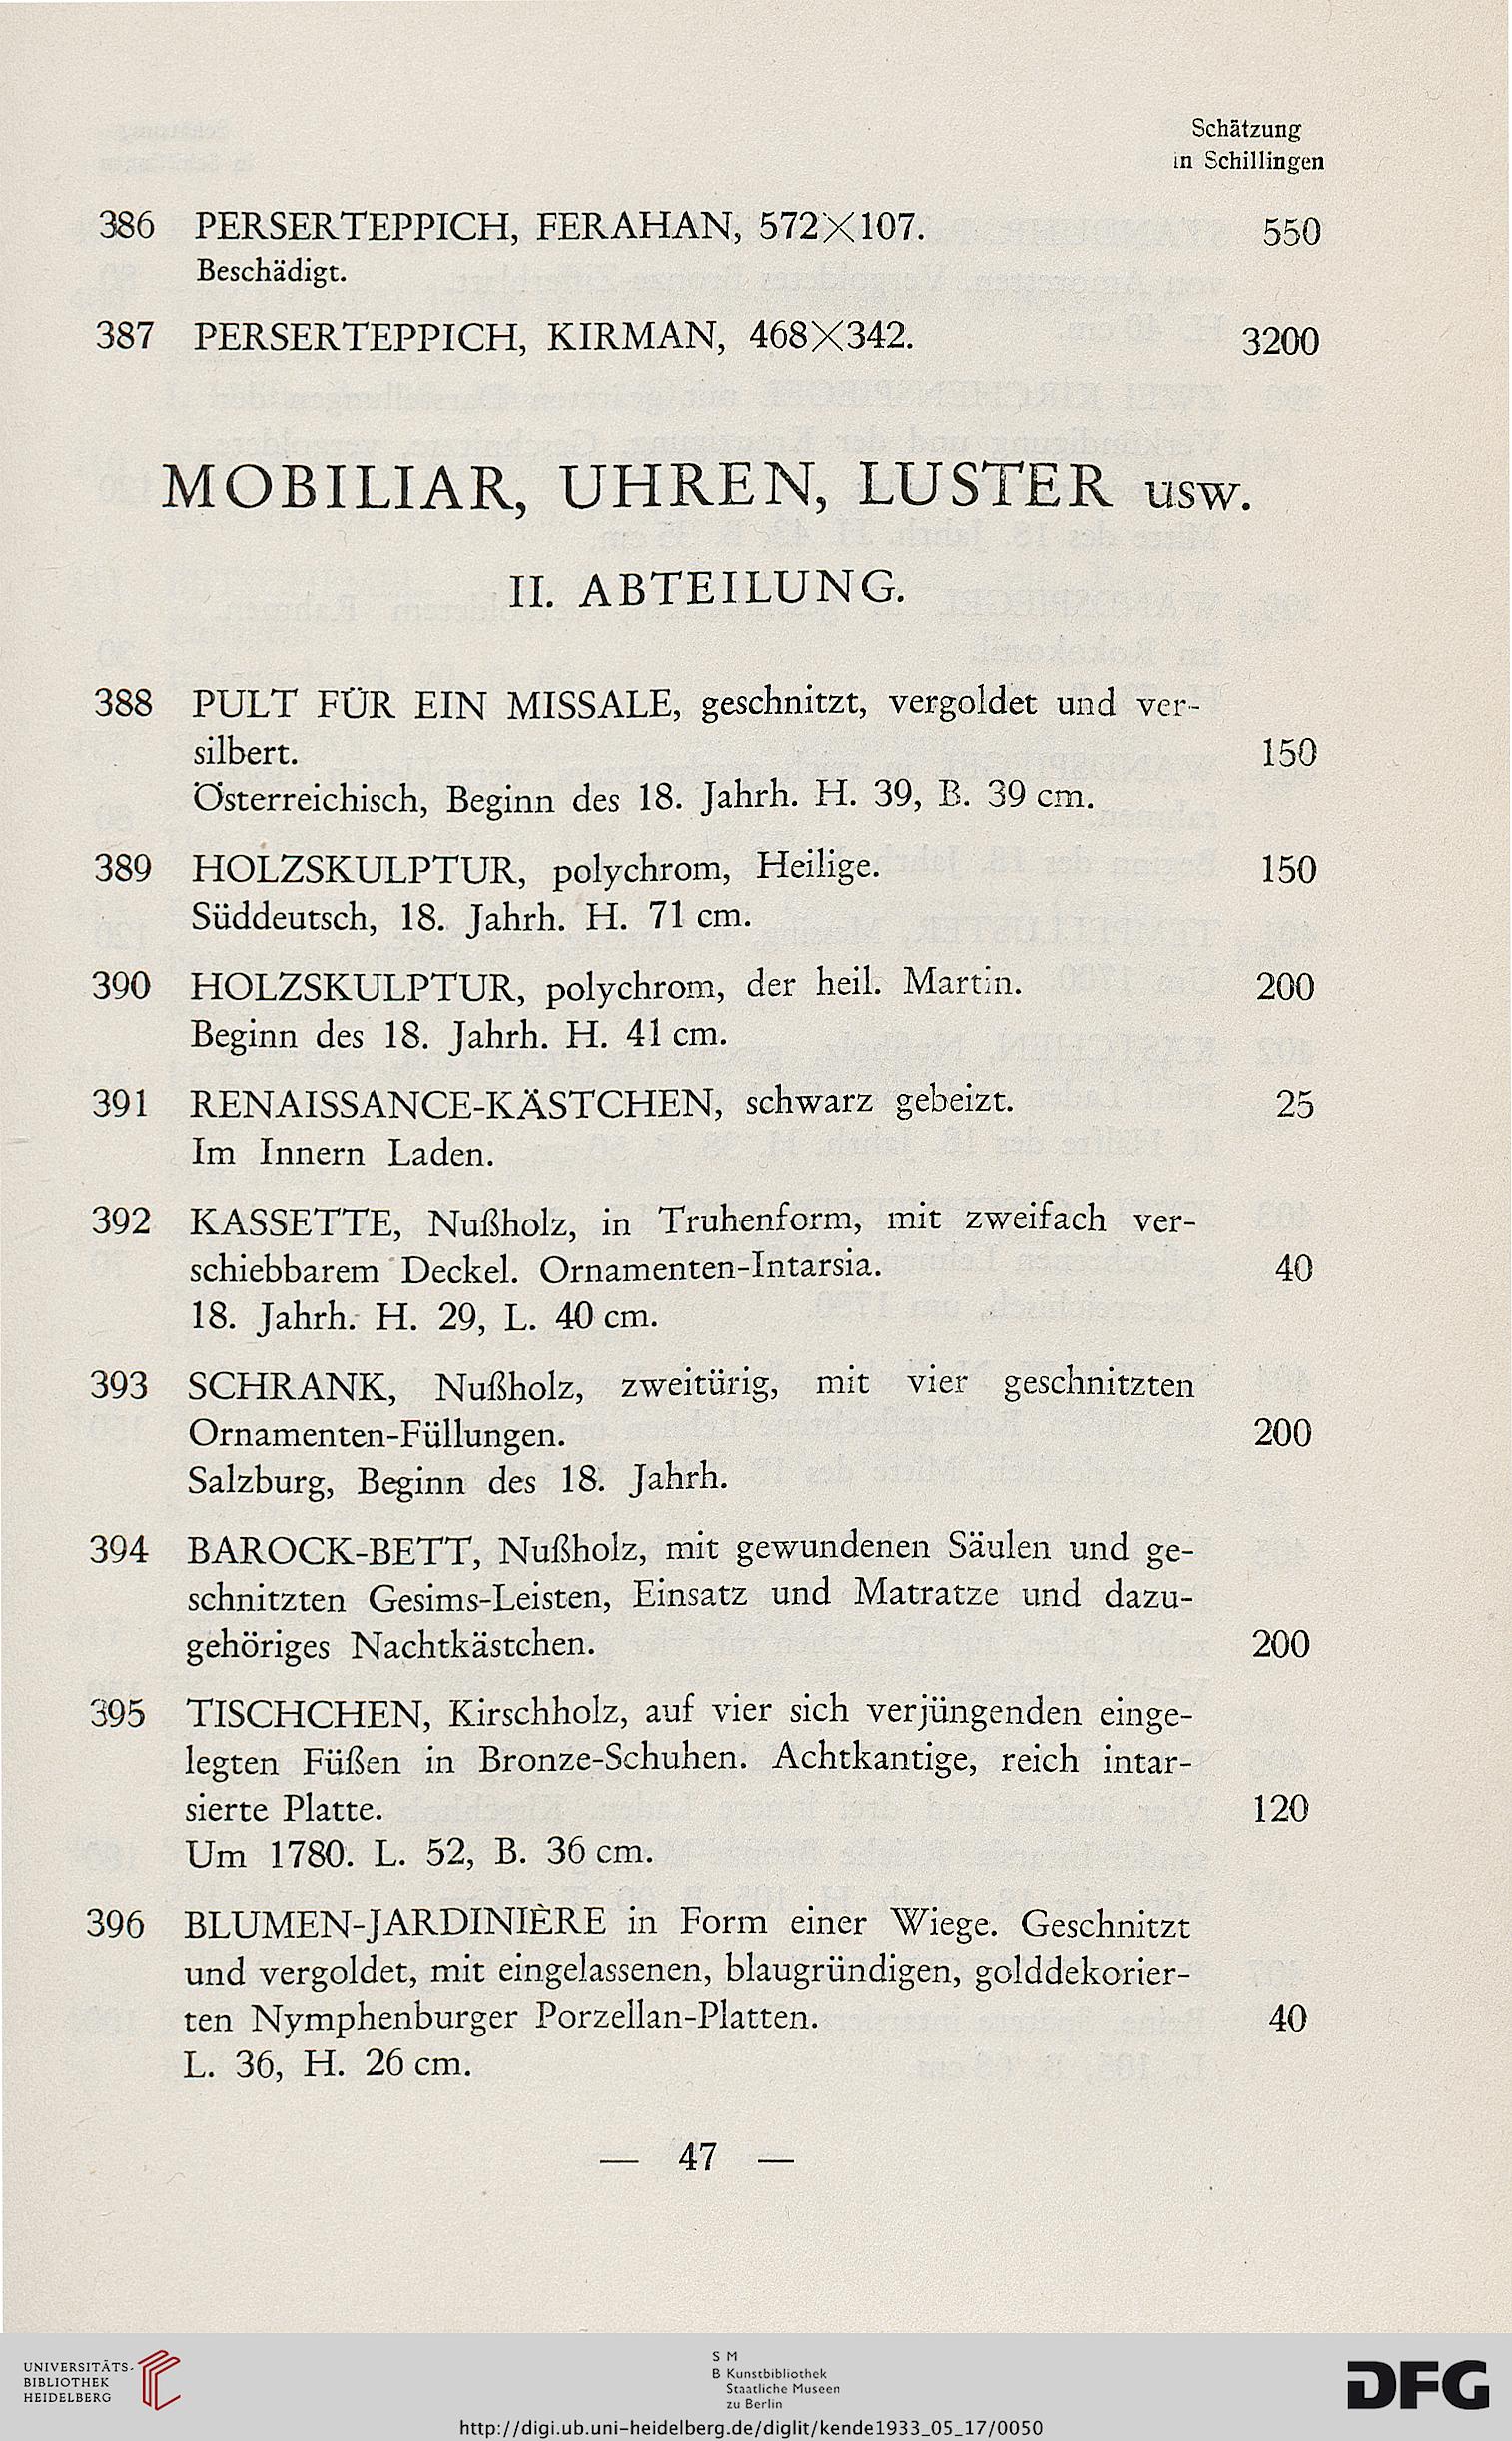 Schätzung
in Schillingen
386 PERSERTEPPICH, FERAHAN, 572×107. 550
Beschädigt.
387 PERSERTEPPICH, KIRMAN, 468×342. 3200
MOBILIAR, UHREN, LUSTER usw.
II. ABTEILUNG.
388 PULT FÜR EIN MISSALE, geschnitzt, vergoldet und ver-
silbert. 150
Österreichisch, Beginn des 18. Jahrh. H. 39, B. 39 cm.
389 HOLZSKULPTUR, polychrom, Heilige. 150
Süddeutsch, 18. Jahrh. H. 71 cm.
390 HOLZSKULPTUR, polychrom, der heil. Martin. 200
Beginn des 18. Jahrh. H. 41 cm.
391 RENAISSANCE-KÄSTCHEN, schwarz gebeizt. 25
Im Innern Laden.
392 KASSETTE, Nußholz, in Truhenform, mit zweifach ver-
schiebbarem Deckel. Ornamenten-Intarsia. 40
18. Jahrh. H. 29, L. 40 cm.
393 SCHRANK, Nußholz, zweitürig, mit vier geschnitzten
Ornamenten-Füllungen. 200
Salzburg, Beginn des 18. Jahrh.
394 BAROCK-BETT, Nußholz, mit gewundenen Säulen und ge-
schnitzten Gesims-Leisten, Einsatz und Matratze und dazu-
gehöriges Nachtkästchen. 200
395 TISCHCHEN, Kirschholz, auf vier sich verjüngenden einge-
legten Füßen in Bronze-Schuhen. Achtkantige, reich intar-
sierte Platte. 120
Um 1780. L. 52, B. 36 cm.
396 BLUMEN-JARDINIÈRE in Form einer Wiege. Geschnitzt
und vergoldet, mit eingelassenen, blaugründigen, golddekorier-
ten Nymphenburger Porzellan-Platten. 40
L. 36, H. 26 cm.
— 47 —
UNIVERSITÄTS-
BIBLIOTHEK
HEIDELBERG
S M
B Kunstbibliothek
Staatliche Museen
zu Berlin
DFG
http://digi.ub.uni-heidelberg.de/diglit/kende1933_05_17/0050